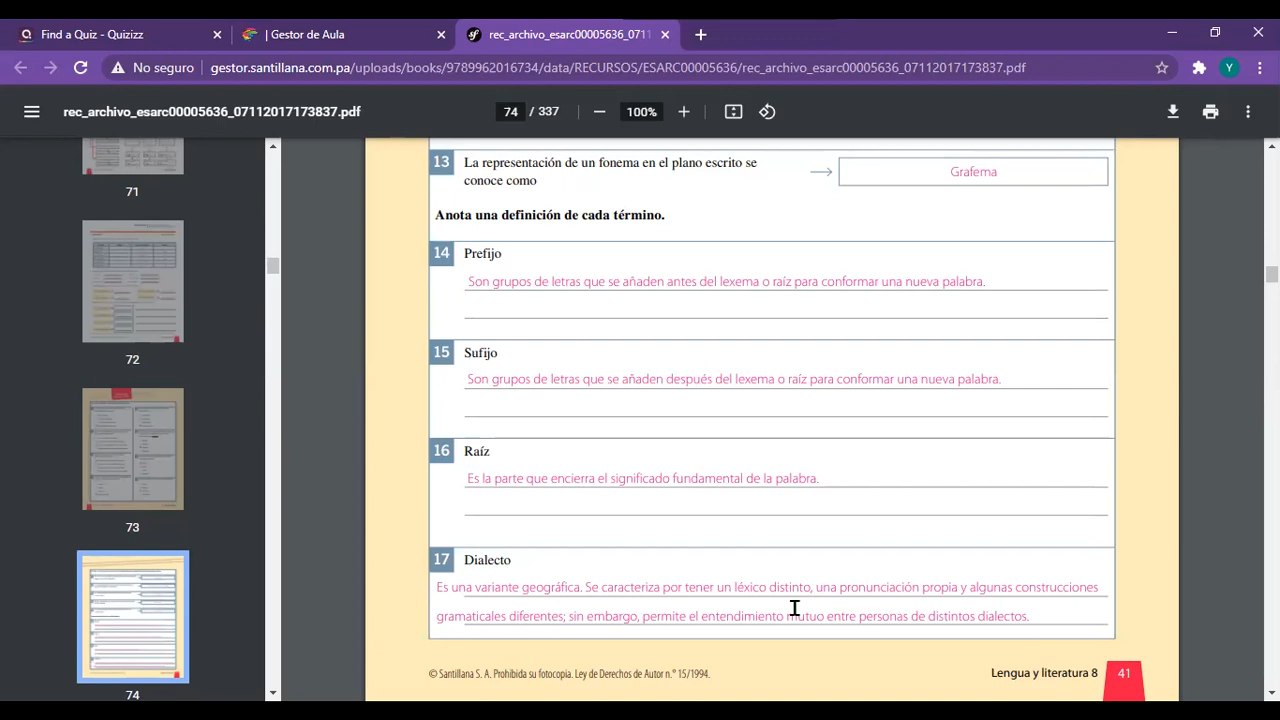 Find a Quiz - Quizizz
| Gestor de Aula
rec_archivo_esarc00005636_0711
No seguro
gestor.santillana.com.pa/uploads/books/9789962016734/data/RECURSOS/ESARC00005636/rec_archivo_esarc00005636_07112017173837.pdf
Y
rec_archivo_esarc00005636_07112017173837.pdf
74 / 337
100%
71
72
73
74
13 La representación de un fonema en el plano escrito se
conoce como
Grafema
Anota una definición de cada término.
14 Prefijo
Son grupos de letras que se añaden antes del lexema o raíz para conformar una nueva palabra.
15 Sufijo
Son grupos de letras que se añaden después del lexema o raíz para conformar una nueva palabra.
16 Raíz
Es la parte que encierra el significado fundamental de la palabra.
17 Dialecto
Es una variante geográfica. Se caracteriza por tener un léxico distinto, una pronunciación propia y algunas construcciones
gramaticales diferentes; sin embargo, permite el entendimiento mutuo entre personas de distintos dialectos.
© Santillana S. A. Prohibida su fotocopia. Ley de Derechos de Autor n.° 15/1994.
Lengua y literatura 8
41